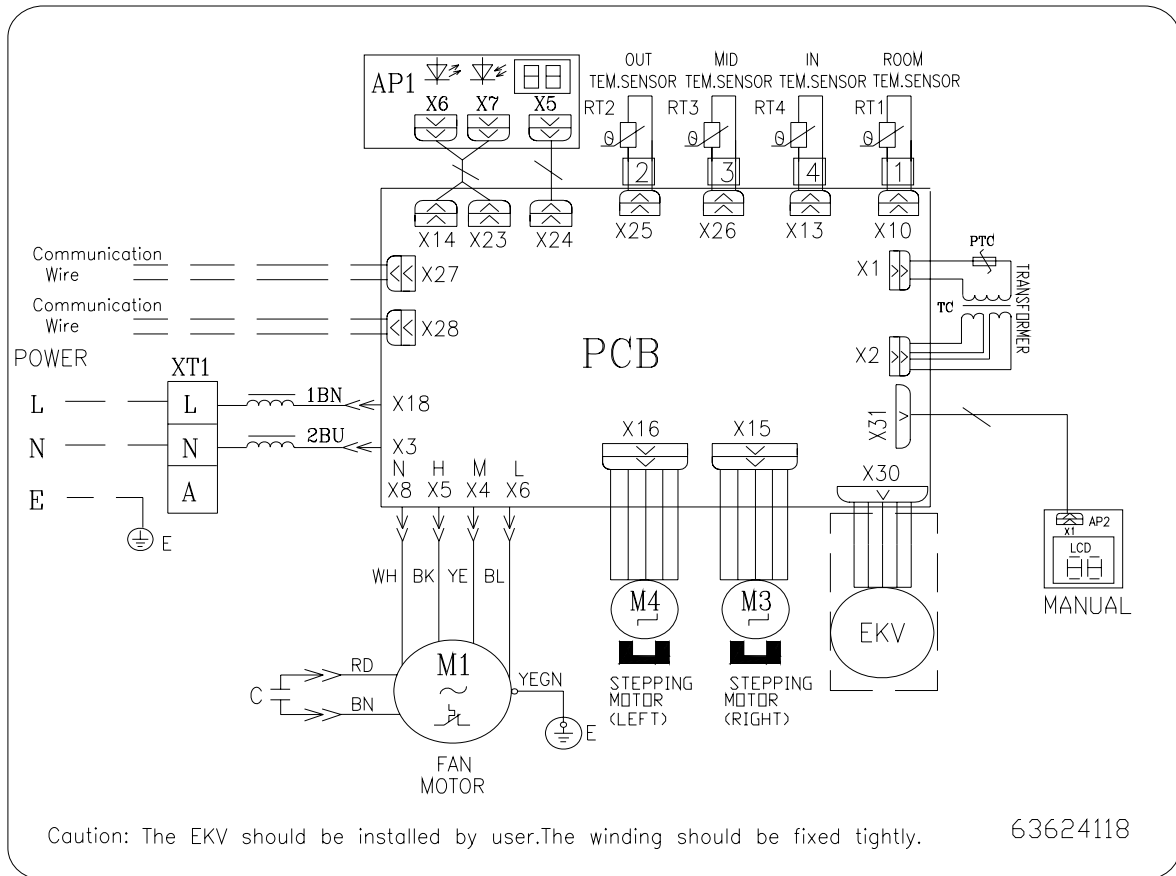 OUT MID IN ROOM
TEM.SENSOR TEM.SENSOR TEM.SENSOR TEM.SENSOR
AP1
X6 X7 X5
RT2 RT3 RT4 RT1
θ θ θ θ
2 3 4 1
X14 X23 X24 X25 X26 X13 X10
Communication
Wire
X27
Communication
Wire
X28
X1 PTC
TC TRANSFORMER
X2
PCB
POWER
XT1
L L 1BN X18
N N 2BU X3
E A
E
X31
N H M L
X8 X5 X4 X6
X16 X15
X30
WH BK YE BL
AP2
X1
LCD
88
MANUAL
M4 M3
EKV
M1
~
C RD
BN
YEGN
E
STEPPING
MOTOR
(LEFT)
STEPPING
MOTOR
(RIGHT)
FAN
MOTOR
Caution: The EKV should be installed by user.The winding should be fixed tightly.
63624118